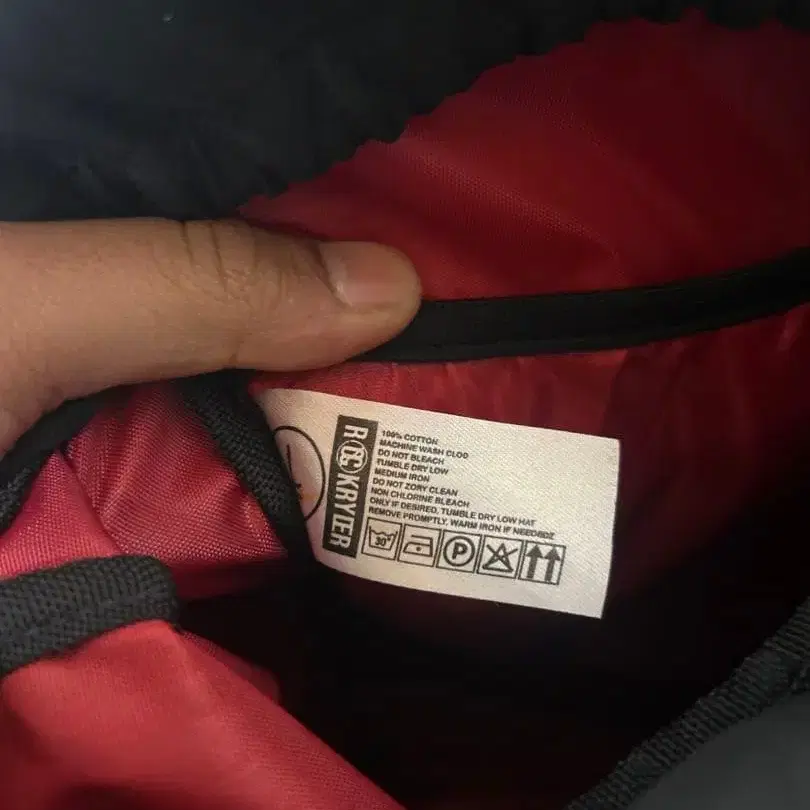 100% COTTON
MACHINE WASH CLOD
DO NOT BLEACH
TUMBLE DRY LOW
MEDIUM IRON
DO NOT ZORY CLEAN
NON CHLORINE BLEACH
ONLY IF DESIRED, TUMBLE DRY LOW HAT
REMOVE PROMPTLY, WARM IRON IF NEEDEDZ
30°
P